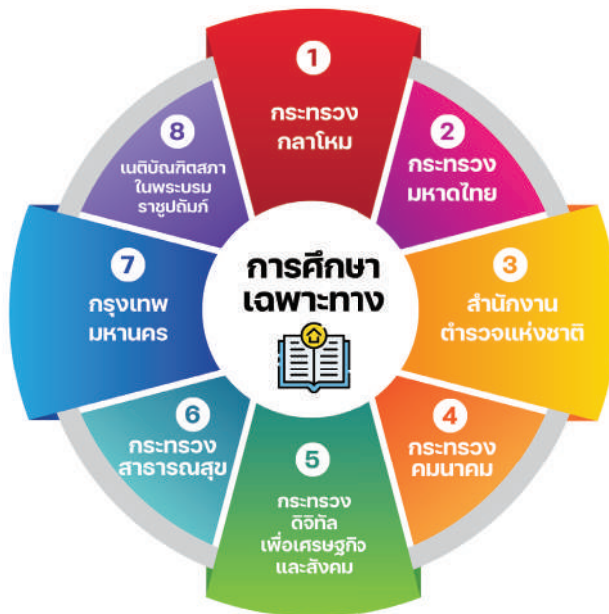 การศึกษา
เฉพาะทาง
1
กระทรวง
กลาโหม
2
กระทรวง
มหาดไทย
3
สำนักงาน
ตำรวจแห่งชาติ
4
กระทรวง
คมนาคม
5
กระทรวง
ดิจิทัล
เพื่อเศรษฐกิจ
และสังคม
6
กระทรวง
สาธารณสุข
7
กรุงเทพ
มหานคร
8
เนติบัณฑิตสภา
ในพระบรม
ราชูปถัมภ์